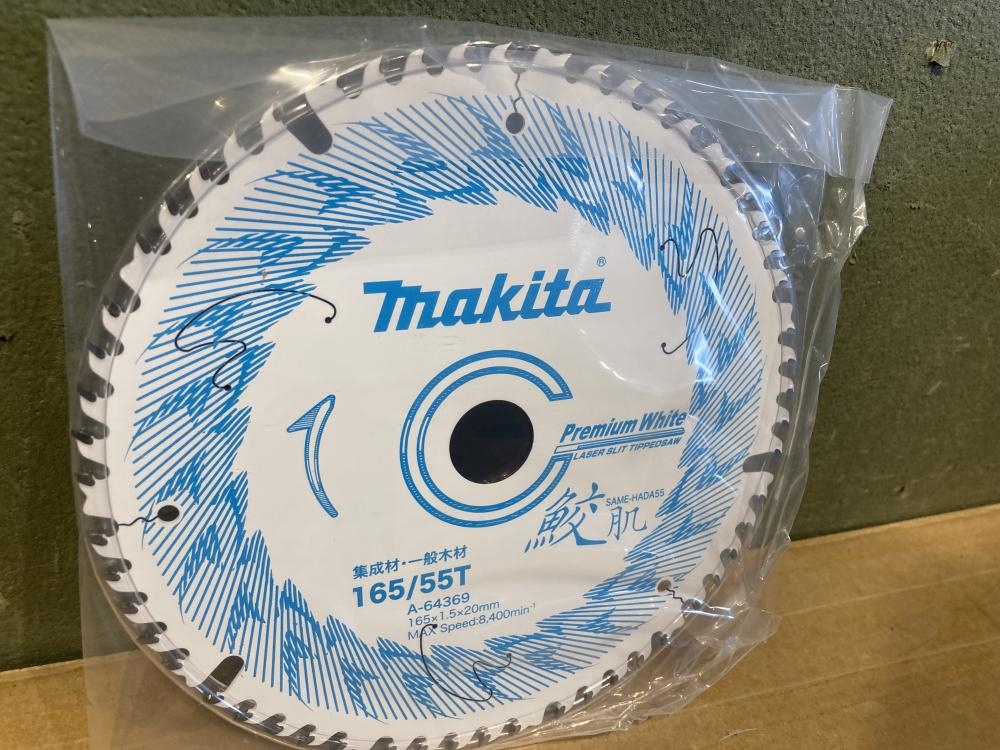 makita®
Premium White
LASER SLIT TIPPEDSAW
鮫肌
SAME-HADA55
集成材・一般木材
165/55T
A-64369
165×1.5×20mm
MAX Speed:8,400min-¹